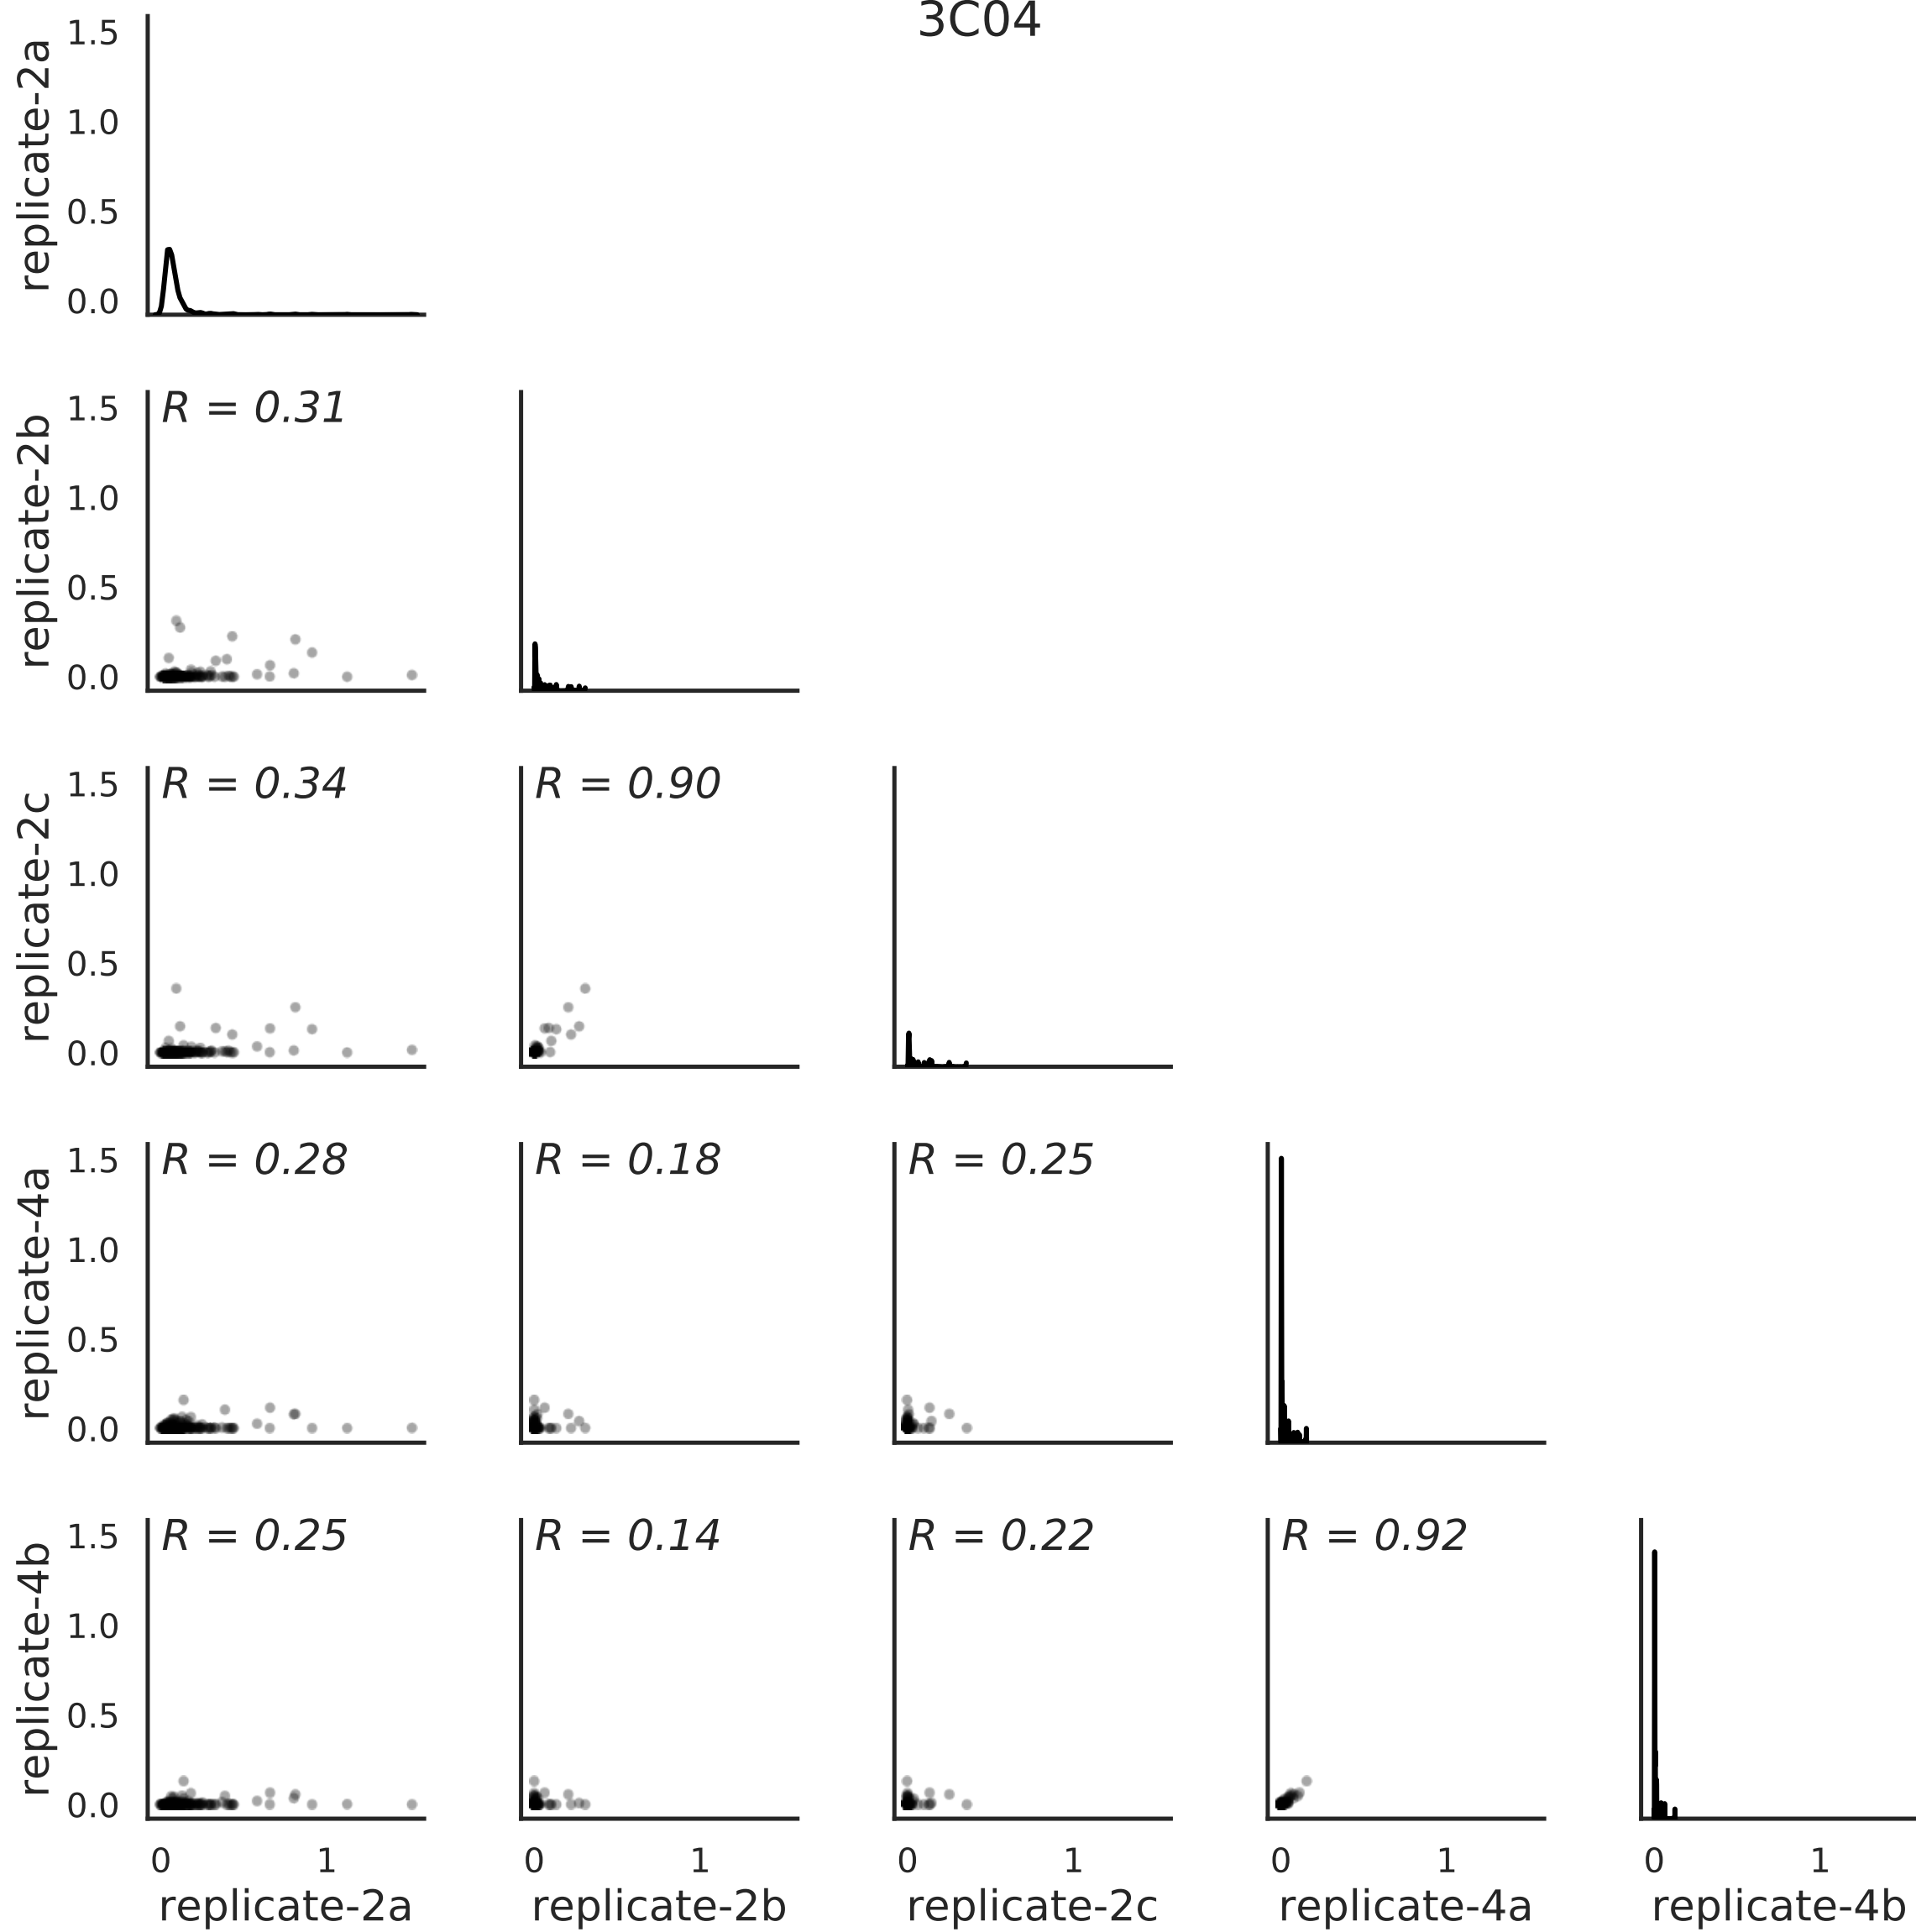 3C04
replicate-2a
1.5
1.0
0.5
0.0
replicate-2b
1.5
1.0
0.5
0.0
R = 0.31
replicate-2c
1.5
1.0
0.5
0.0
R = 0.34
R = 0.90
replicate-4a
1.5
1.0
0.5
0.0
R = 0.28
R = 0.18
R = 0.25
replicate-4b
1.5
1.0
0.5
0.0
R = 0.25
R = 0.14
R = 0.22
R = 0.92
0 1
0 1
0 1
0 1
0 1
replicate-2a
replicate-2b
replicate-2c
replicate-4a
replicate-4b